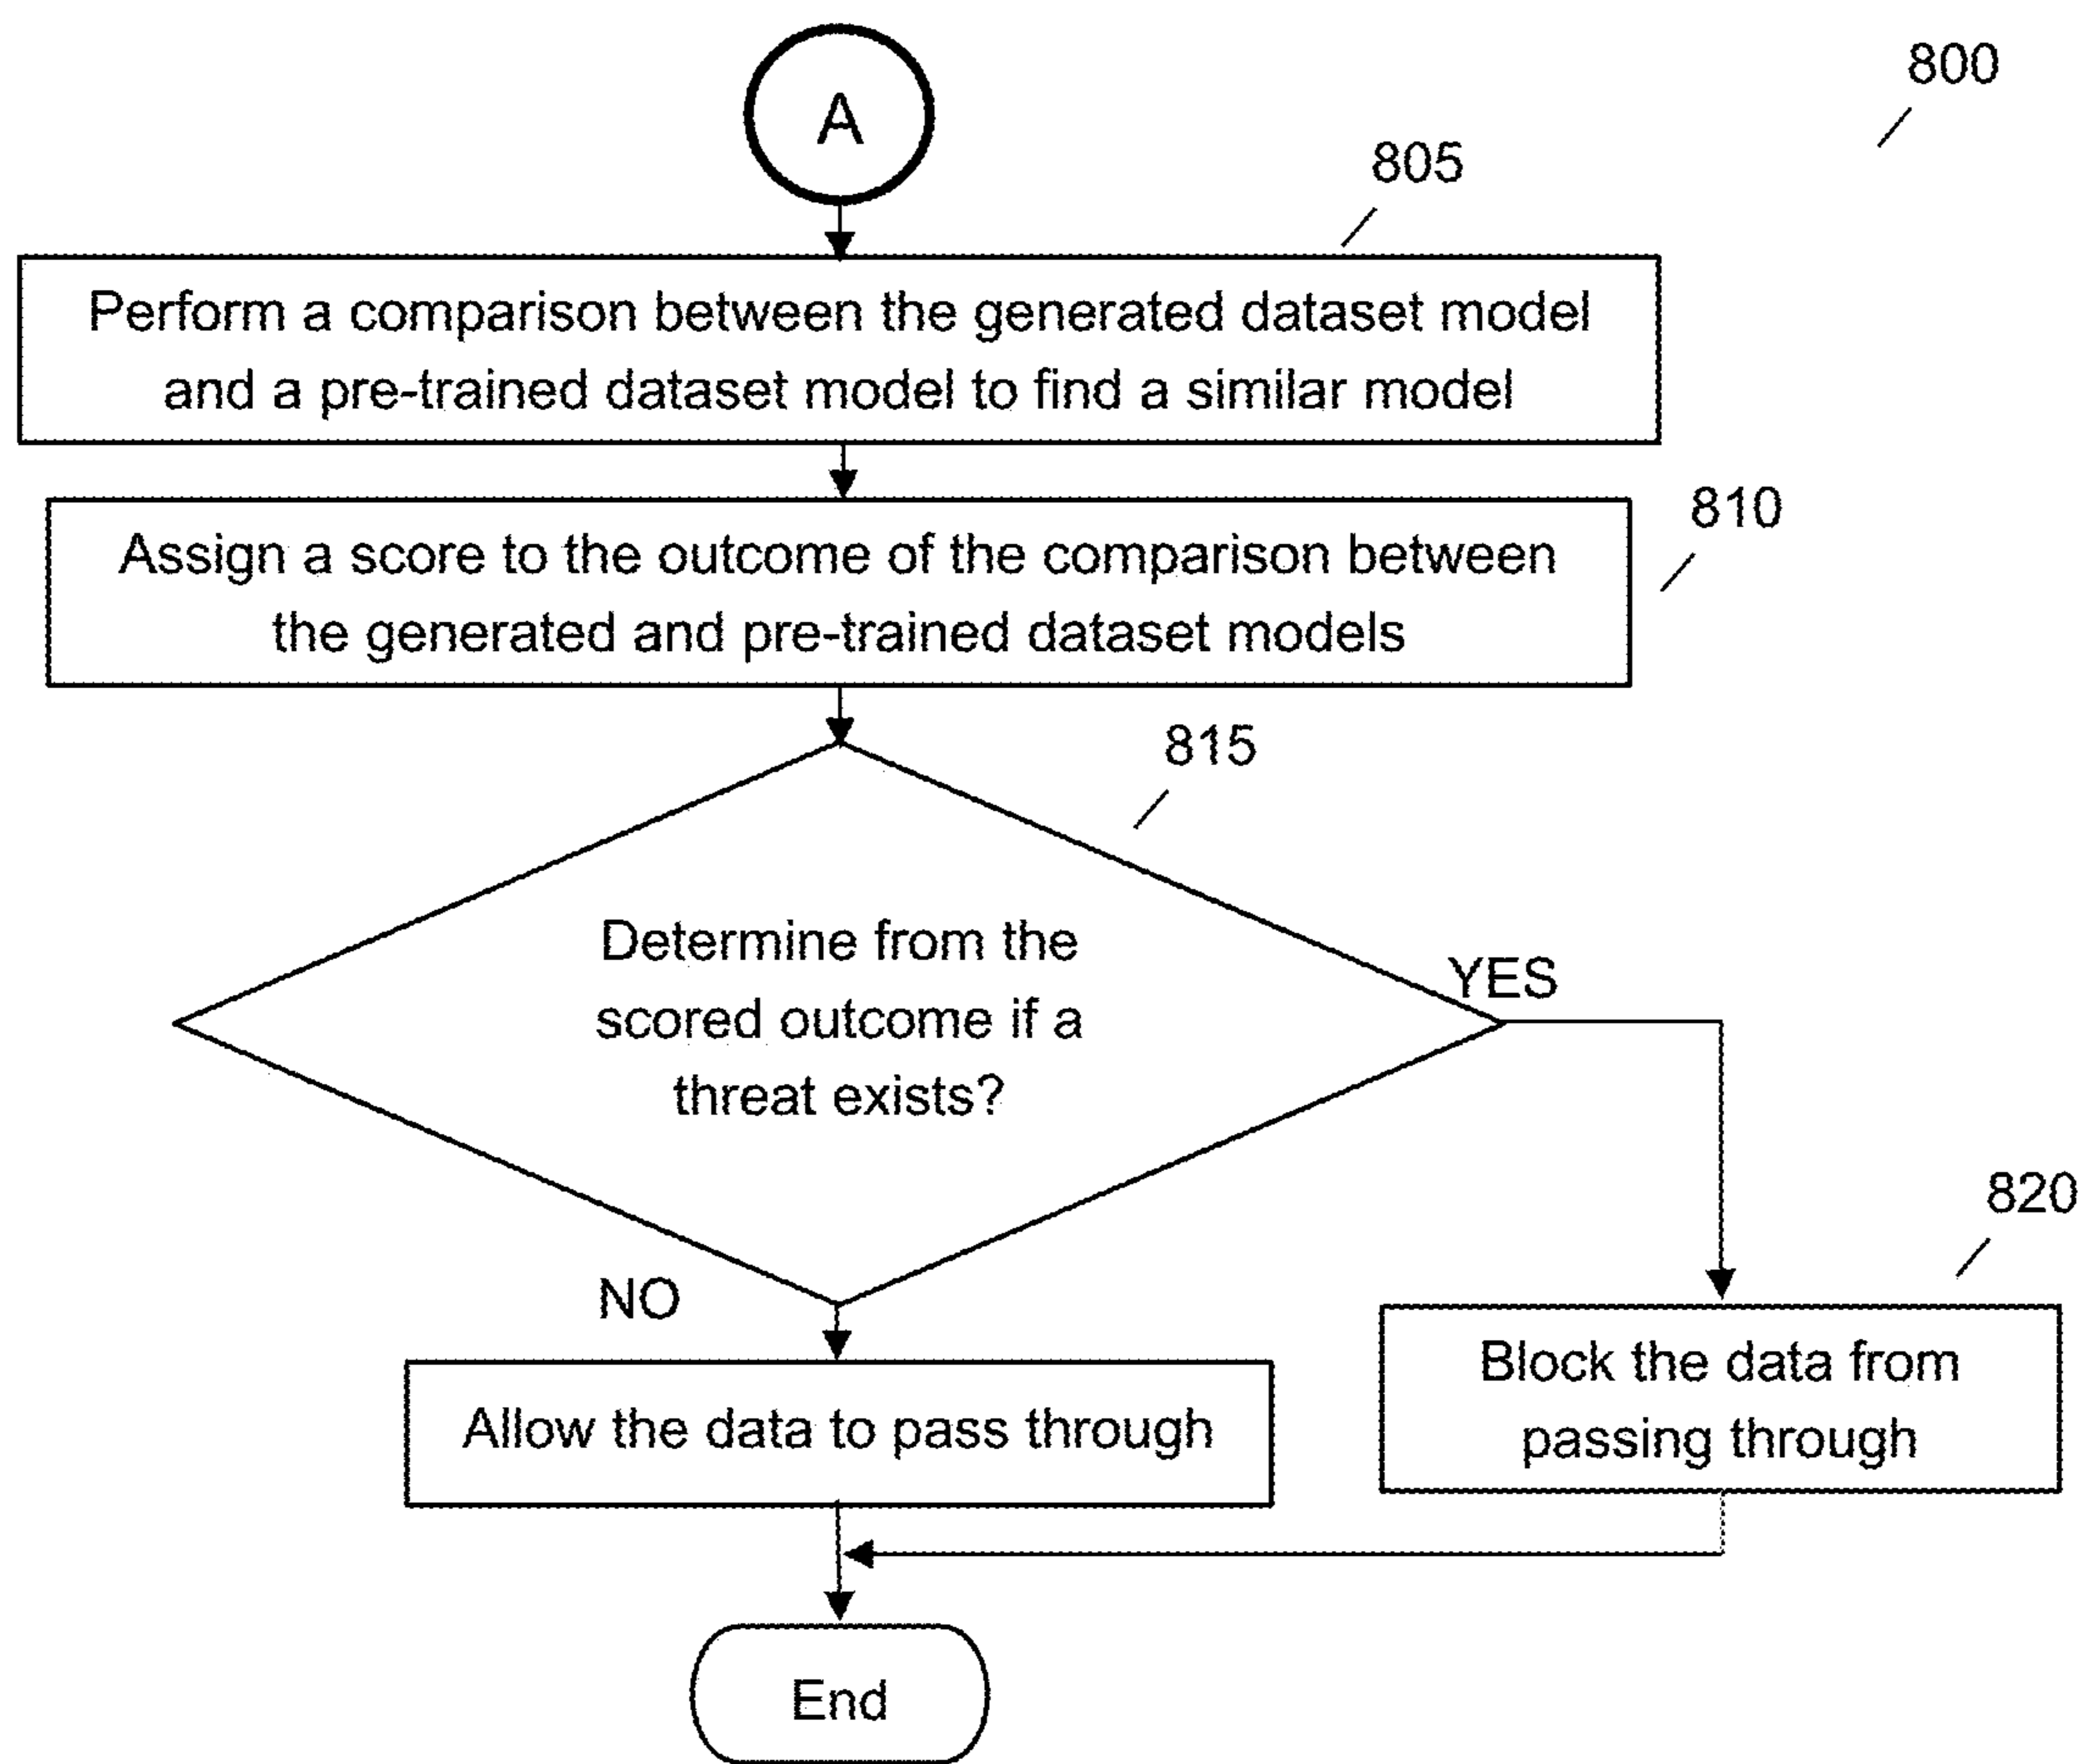 A
800
805
Perform a comparison between the generated dataset model
and a pre-trained dataset model to find a similar model
810
Assign a score to the outcome of the comparison between
the generated and pre-trained dataset models
815
Determine from the
scored outcome if a
threat exists?
YES
820
NO
Allow the data to pass through
Block the data from
passing through
End